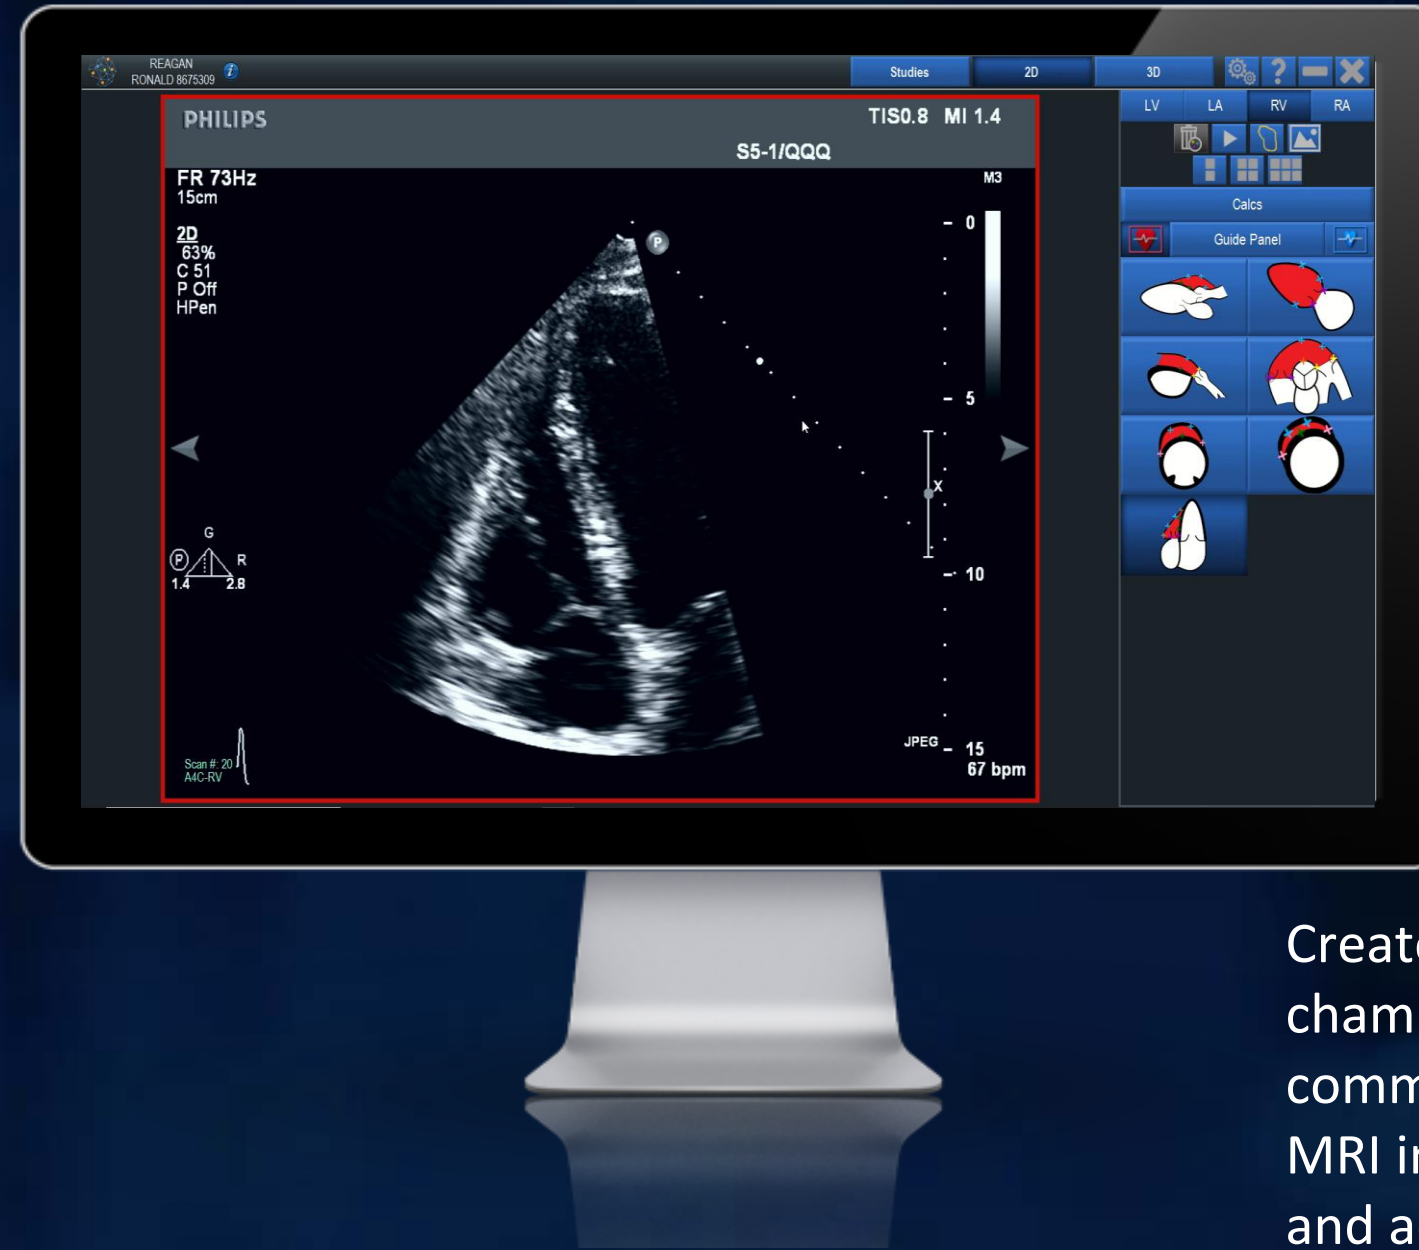 REAGAN
RONALD 8675309
i
Studies
2D
3D
?
LV
LA
RV
RA
PHILIPS
TIS0.8 MI 1.4
S5-1/QQQ
FR 73Hz
15cm
M3
2D
63%
C 51
P Off
HPen
P
0
5
X
10
15
G
P
R
1.4
2.8
JPEG
67 bpm
Scan #: 20
A4C-RV
Calcs
Guide Panel
Create
cham
comm
MRI i
and a